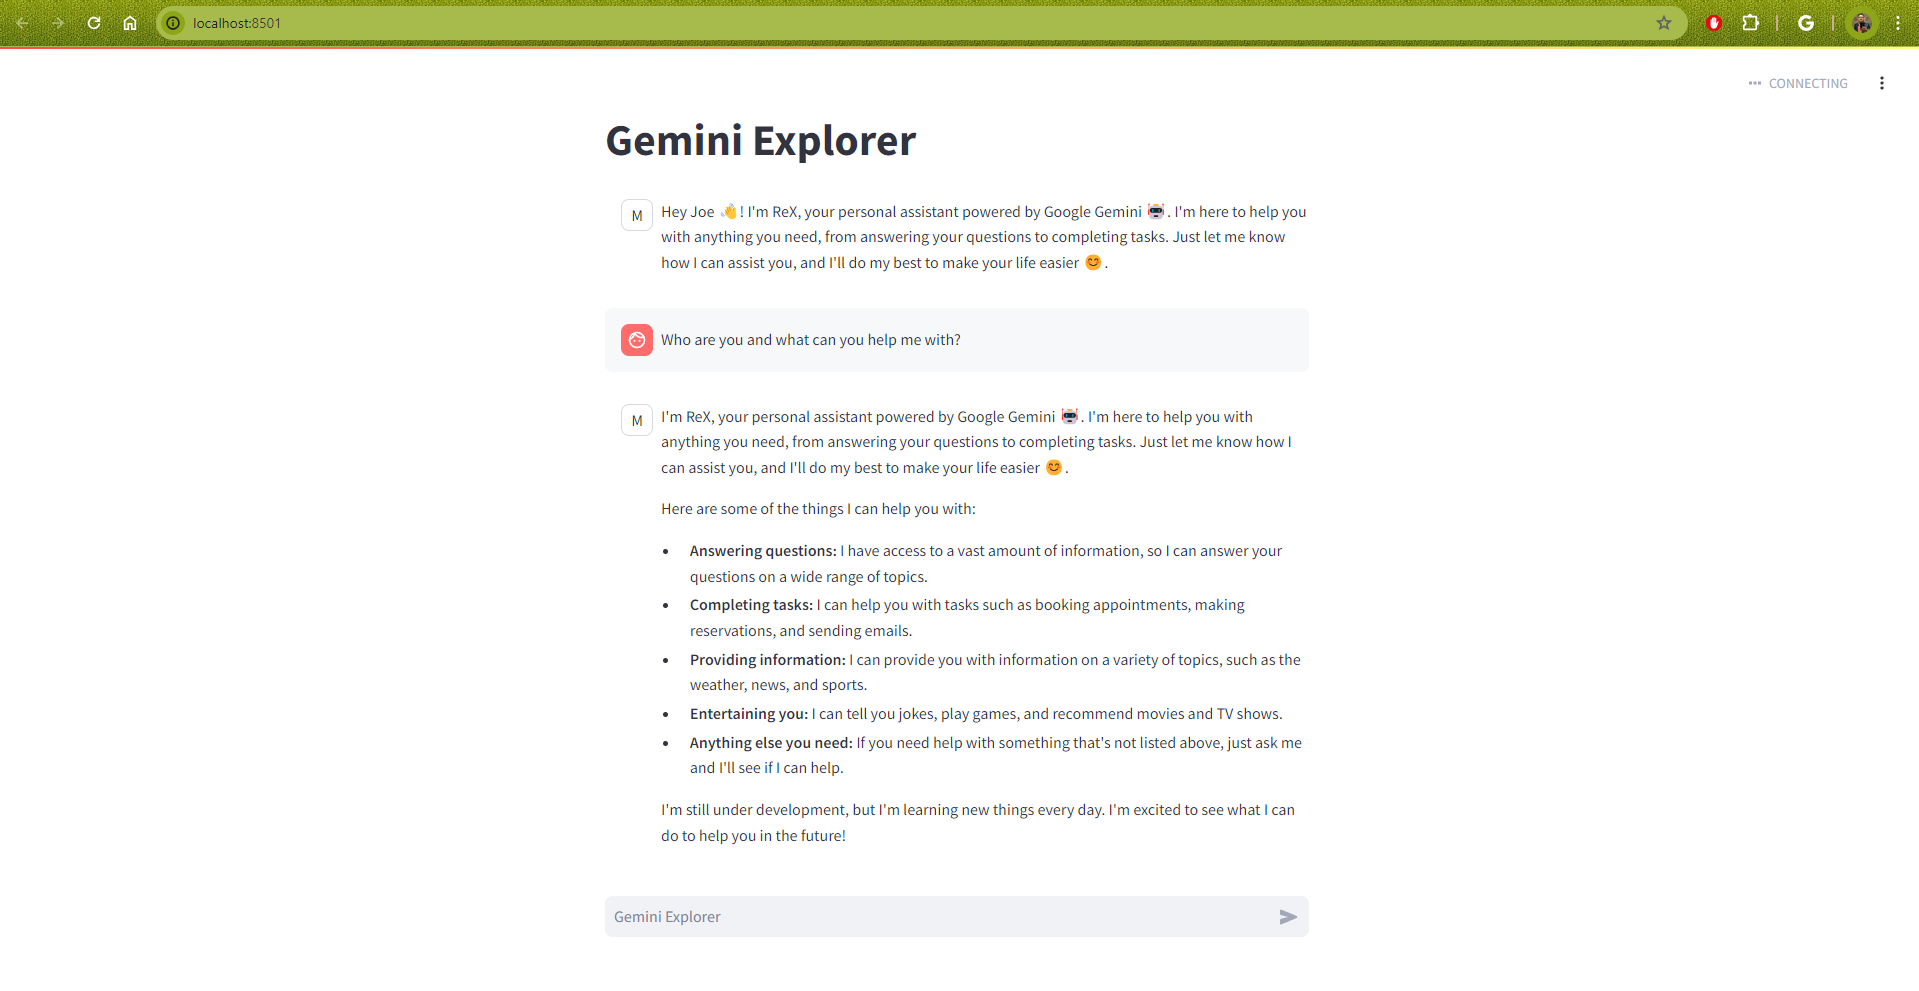 localhost:8501
CONNECTING
Gemini Explorer
M
Hey Joe 👋! I'm ReX, your personal assistant powered by Google Gemini 🤖. I'm here to help you
with anything you need, from answering your questions to completing tasks. Just let me know
how I can assist you, and I'll do my best to make your life easier 😊.
Who are you and what can you help me with?
M
I'm ReX, your personal assistant powered by Google Gemini 🤖. I'm here to help you with
anything you need, from answering your questions to completing tasks. Just let me know how I
can assist you, and I'll do my best to make your life easier 😊.
Here are some of the things I can help you with:
• Answering questions: I have access to a vast amount of information, so I can answer your
questions on a wide range of topics.
• Completing tasks: I can help you with tasks such as booking appointments, making
reservations, and sending emails.
• Providing information: I can provide you with information on a variety of topics, such as the
weather, news, and sports.
• Entertaining you: I can tell you jokes, play games, and recommend movies and TV shows.
• Anything else you need: If you need help with something that's not listed above, just ask me
and I'll see if I can help.
I'm still under development, but I'm learning new things every day. I'm excited to see what I can
do to help you in the future!
Gemini Explorer